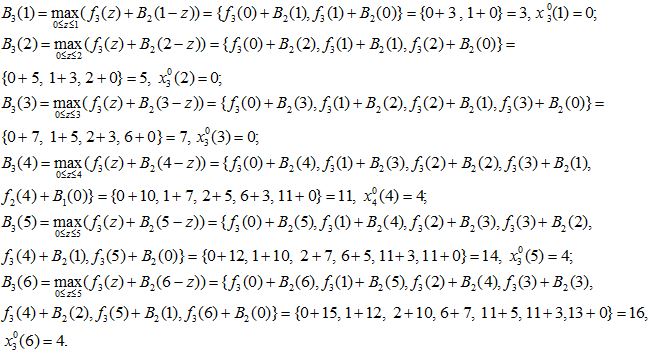 B₃(1) = max_{0≤z≤1}(f₃(z) + B₂(1−z)) = {f₃(0) + B₂(1), f₃(1) + B₂(0)} = {0+3, 1+0} = 3, x₃⁰(1) = 0;
B₃(2) = max_{0≤z≤2}(f₃(z) + B₂(2−z)) = {f₃(0) + B₂(2), f₃(1) + B₂(1), f₃(2) + B₂(0)} =
{0+5, 1+3, 2+0} = 5, x₃⁰(2) = 0;
B₃(3) = max_{0≤z≤3}(f₃(z) + B₂(3−z)) = {f₃(0) + B₂(3), f₃(1) + B₂(2), f₃(2) + B₂(1), f₃(3) + B₂(0)} =
{0+7, 1+5, 2+3, 6+0} = 7, x₃⁰(3) = 0;
B₃(4) = max_{0≤z≤4}(f₃(z) + B₂(4−z)) = {f₃(0) + B₂(4), f₃(1) + B₂(3), f₃(2) + B₂(2), f₃(3) + B₂(1),
f₂(4) + B₁(0)} = {0+10, 1+7, 2+5, 6+3, 11+0} = 11, x₄⁰(4) = 4;
B₃(5) = max_{0≤z≤5}(f₃(z) + B₂(5−z)) = {f₃(0) + B₂(5), f₃(1) + B₂(4), f₃(2) + B₂(3), f₃(3) + B₂(2),
f₃(4) + B₂(1), f₃(5) + B₂(0)} = {0+12, 1+10, 2+7, 6+5, 11+3, 11+0} = 14, x₃⁰(5) = 4;
B₃(6) = max_{0≤z≤5}(f₃(z) + B₂(6−z)) = {f₃(0) + B₂(6), f₃(1) + B₂(5), f₃(2) + B₂(4), f₃(3) + B₂(3),
f₃(4) + B₂(2), f₃(5) + B₂(1), f₃(6) + B₂(0)} = {0+15, 1+12, 2+10, 6+7, 11+5, 11+3, 13+0} = 16,
x₃⁰(6) = 4.